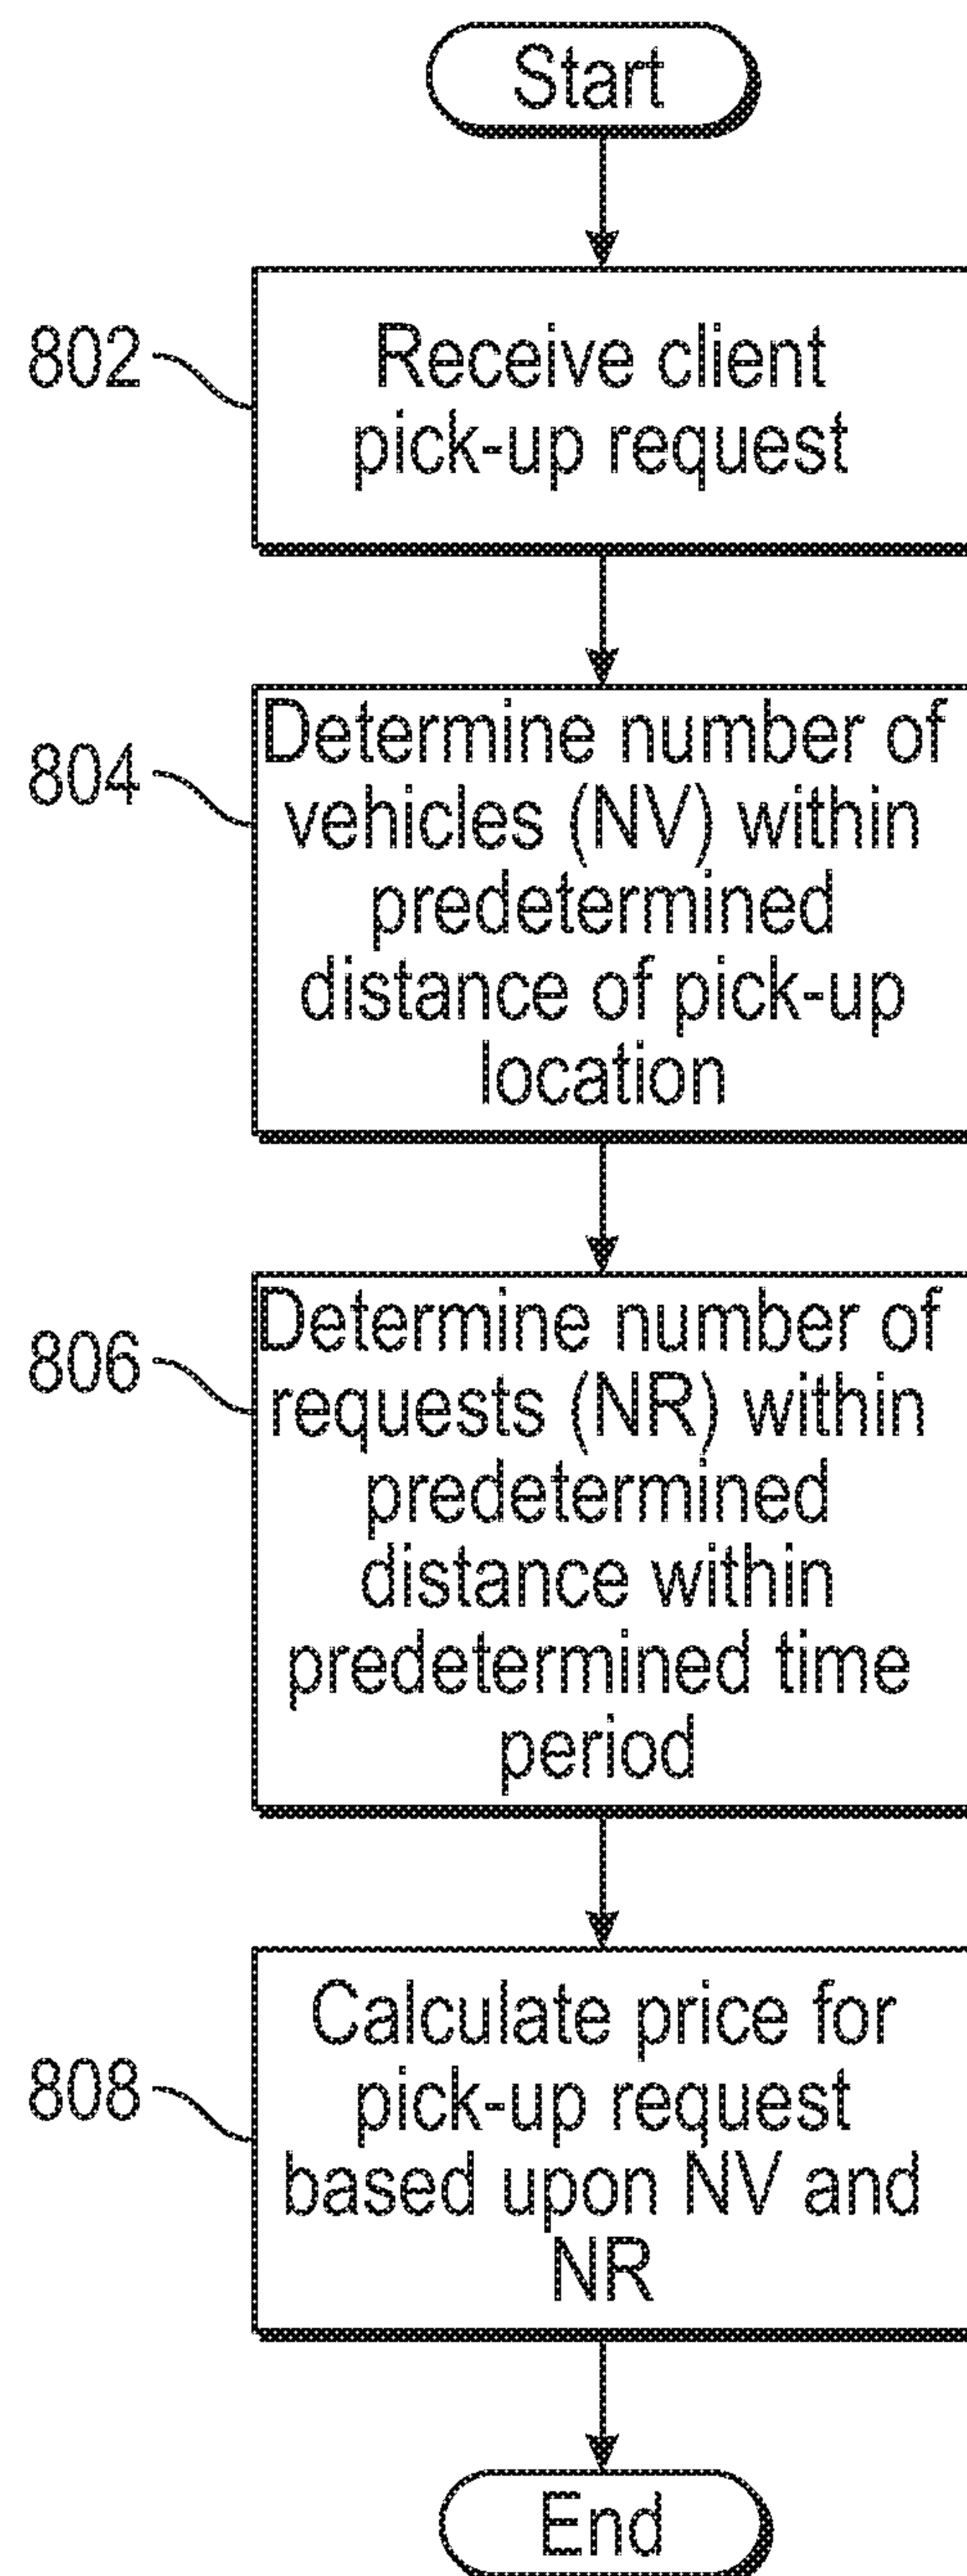 Start
802
Receive client
pick-up request
804
Determine number of
vehicles (NV) within
predetermined
distance of pick-up
location
806
Determine number of
requests (NR) within
predetermined
distance within
predetermined time
period
808
Calculate price for
pick-up request
based upon NV and
NR
End